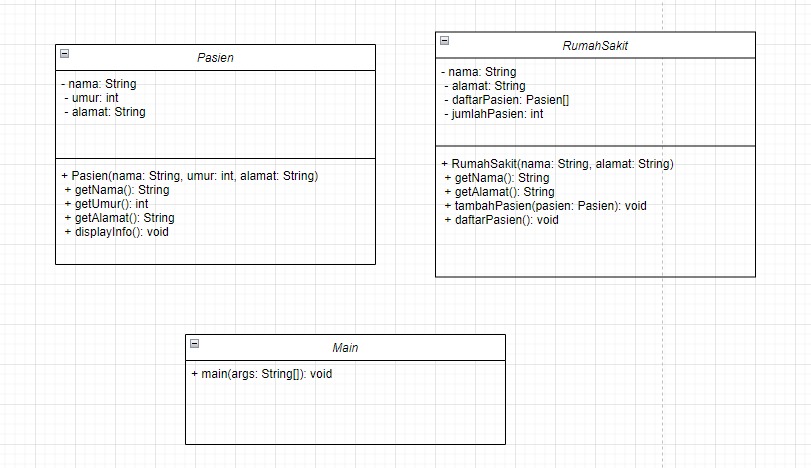 Pasien
- nama: String
- umur: int
- alamat: String
+ Pasien(nama: String, umur: int, alamat: String)
+ getNama(): String
+ getUmur(): int
+ getAlamat(): String
+ displayInfo(): void
RumahSakit
- nama: String
- alamat: String
- daftarPasien: Pasien[]
- jumlahPasien: int
+ RumahSakit(nama: String, alamat: String)
+ getNama(): String
+ getAlamat(): String
+ tambahPasien(pasien: Pasien): void
+ daftarPasien(): void
Main
+ main(args: String[]): void